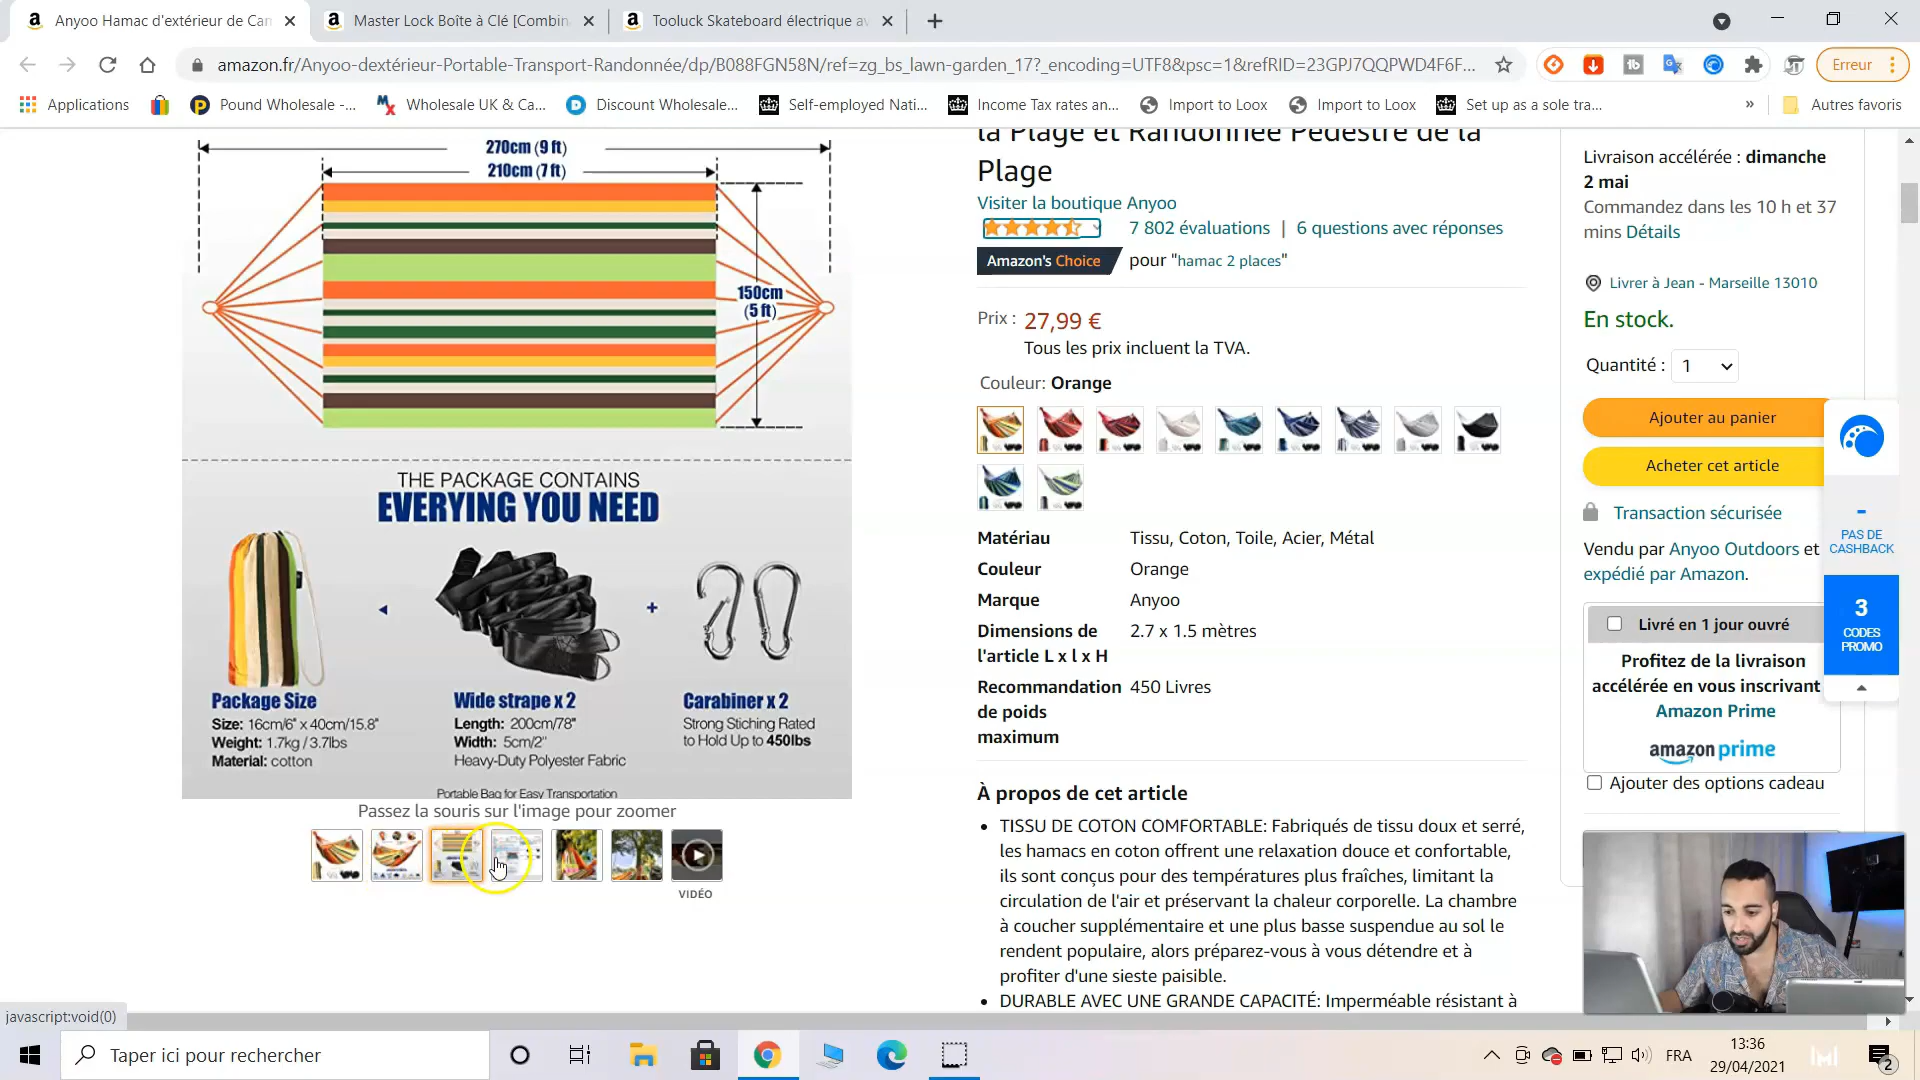 Anyoo Hamac d'extérieur de Can
Master Lock Boîte à Clé [Combin
Tooluck Skateboard électrique av
amazon.fr/Anyoo-dextérieur-Portable-Transport-Randonnée/dp/B088FGN58N/ref=zg_bs_lawn-garden_17?_encoding=UTF8&psc=1&refRID=23GPJ7QQPWD4F6F...
Erreur
Applications
Pound Wholesale -...
Wholesale UK & Ca...
Discount Wholesale...
Self-employed Nati...
Income Tax rates an...
Import to Loox
Import to Loox
Set up as a sole tra...
»
Autres favoris
270cm (9 ft)
210cm (7 ft)
150cm
(5 ft)
THE PACKAGE CONTAINS
EVERYING YOU NEED
+
Package Size
Size: 16cm/6" x 40cm/15.8"
Weight: 1.7kg / 3.7lbs
Material: cotton
Wide strape x 2
Length: 200cm/78"
Width: 5cm/2"
Heavy-Duty Polyester Fabric
Carabiner x 2
Strong Stiching Rated
to Hold Up to 450lbs
Portable Bag for Easy Transportation
Passez la souris sur l'image pour zoomer
VIDÉO
la Plage et Randonnée Pédestre de la
Plage
Visiter la boutique Anyoo
7 802 évaluations | 6 questions avec réponses
Amazon's Choice pour "hamac 2 places"
Prix : 27,99 €
Tous les prix incluent la TVA.
Couleur: Orange
Matériau Tissu, Coton, Toile, Acier, Métal
Couleur Orange
Marque Anyoo
Dimensions de 2.7 x 1.5 mètres
l'article L x l x H
Recommandation 450 Livres
de poids
maximum
À propos de cet article
• TISSU DE COTON COMFORTABLE: Fabriqués de tissu doux et serré,
les hamacs en coton offrent une relaxation douce et confortable,
ils sont conçus pour des températures plus fraîches, limitant la
circulation de l'air et préservant la chaleur corporelle. La chambre
à coucher supplémentaire et une plus basse suspendue au sol le
rendent populaire, alors préparez-vous à vous détendre et à
profiter d'une sieste paisible.
• DURABLE AVEC UNE GRANDE CAPACITÉ: Imperméable résistant à
Livraison accélérée : dimanche
2 mai
Commandez dans les 10 h et 37
mins Détails
Livrer à Jean - Marseille 13010
En stock.
Quantité : 1
Ajouter au panier
Acheter cet article
Transaction sécurisée
Vendu par Anyoo Outdoors et
expédié par Amazon.
Livré en 1 jour ouvré
Profitez de la livraison
accélérée en vous inscrivant
Amazon Prime
amazon prime
Ajouter des options cadeau
-
PAS DE
CASHBACK
3
CODES
PROMO
javascript:void(0)
Taper ici pour rechercher
FRA
13:36
29/04/2021
2